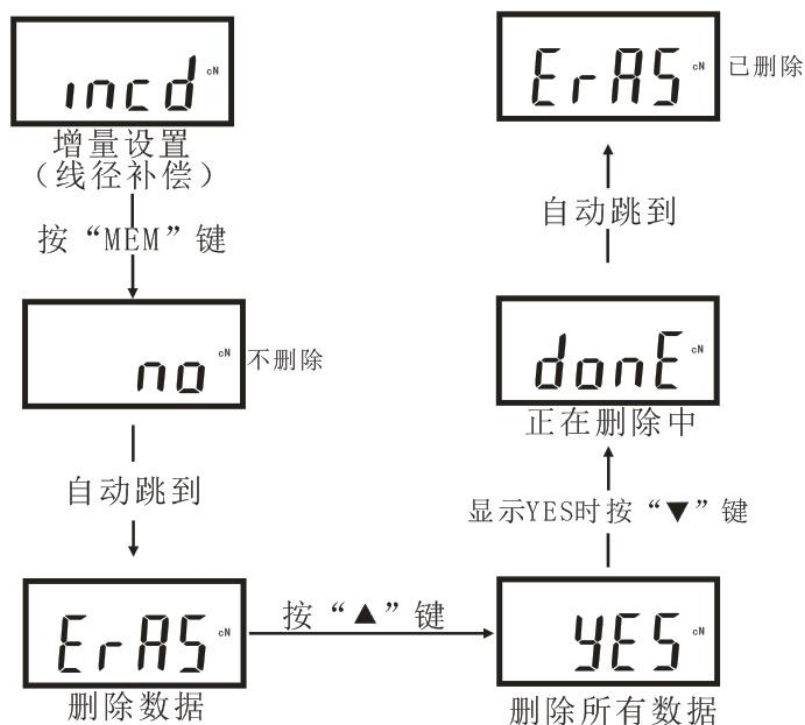 incd cN
增量设置
（线径补偿）
按“MEM”键
no cN
不删除
自动跳到
ErAS cN
删除数据
按“▲”键
YES cN
删除所有数据
显示YES时按“▼”键
donE cN
正在删除中
自动跳到
ErAS cN
已删除